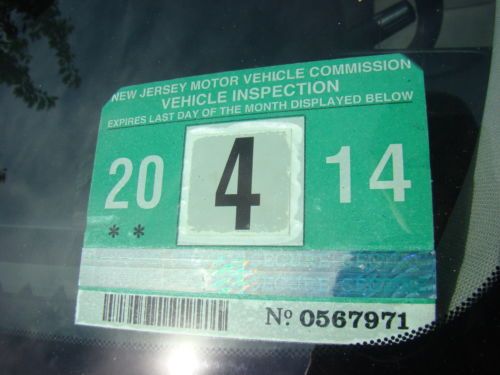 NEW JERSEY MOTOR VEHICLE COMMISSION
VEHICLE INSPECTION
EXPIRES LAST DAY OF THE MONTH DISPLAYED BELOW
20 4 14
**
Nº 0567971